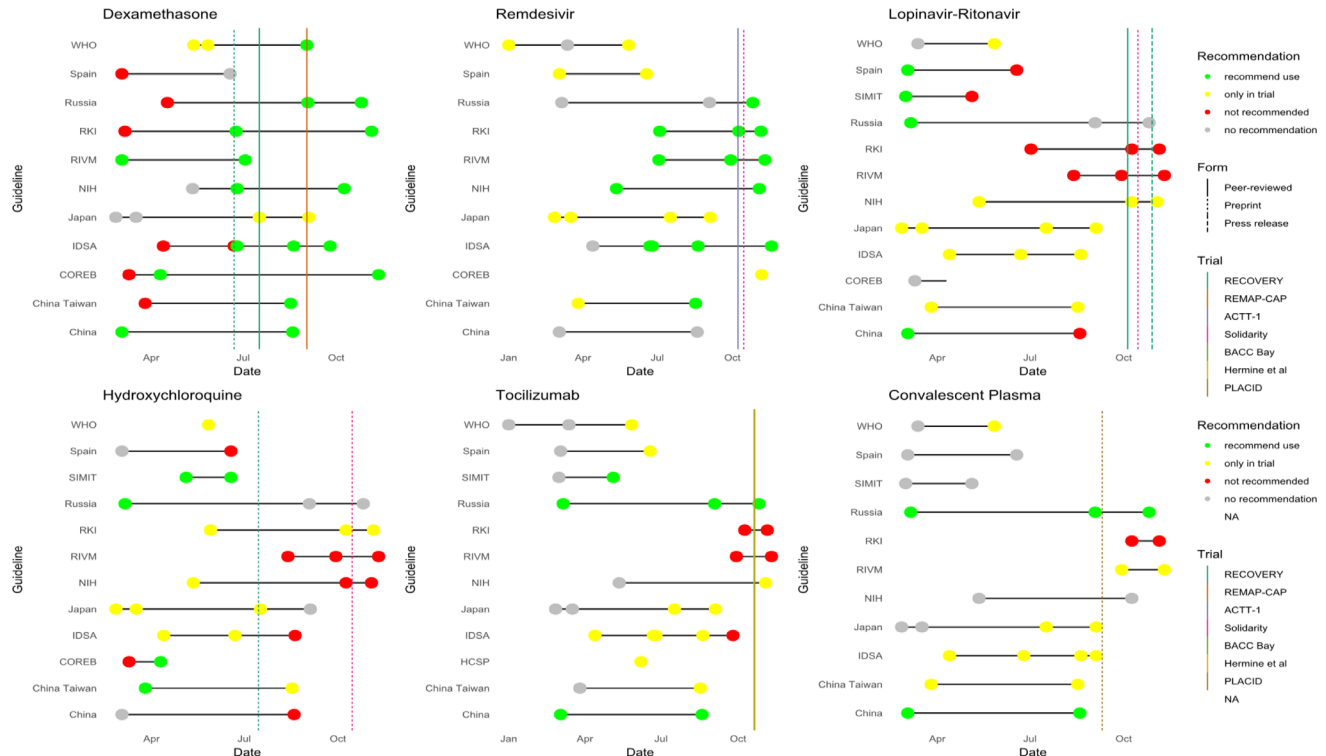 Dexamethasone
WHO
Spain
Russia
RKI
RIVM
NIH
Japan
IDSA
COREB
China Taiwan
China
Guideline
Apr
Jul
Oct
Date
Remdesivir
WHO
Spain
Russia
RKI
RIVM
NIH
Japan
IDSA
COREB
China Taiwan
China
Guideline
Jan
Apr
Jul
Oct
Date
Lopinavir-Ritonavir
WHO
Spain
SIMIT
Russia
RKI
RIVM
NIH
Japan
IDSA
COREB
China Taiwan
China
Guideline
Apr
Jul
Oct
Date
Recommendation
recommend use
only in trial
not recommended
no recommendation
Form
Peer-reviewed
Preprint
Press release
Trial
RECOVERY
REMAP-CAP
ACTT-1
Solidarity
BACC Bay
Hermine et al
PLACID
Hydroxychloroquine
WHO
Spain
SIMIT
Russia
RKI
RIVM
NIH
Japan
IDSA
COREB
China Taiwan
China
Guideline
Apr
Jul
Oct
Date
Tocilizumab
WHO
Spain
SIMIT
Russia
RKI
RIVM
NIH
Japan
IDSA
HCSP
China Taiwan
China
Guideline
Jan
Apr
Jul
Oct
Date
Convalescent Plasma
WHO
Spain
SIMIT
Russia
RKI
RIVM
NIH
Japan
IDSA
China Taiwan
China
Guideline
Apr
Jul
Oct
Date
Recommendation
recommend use
only in trial
not recommended
no recommendation
NA
Trial
RECOVERY
REMAP-CAP
ACTT-1
Solidarity
BACC Bay
Hermine et al
PLACID
NA